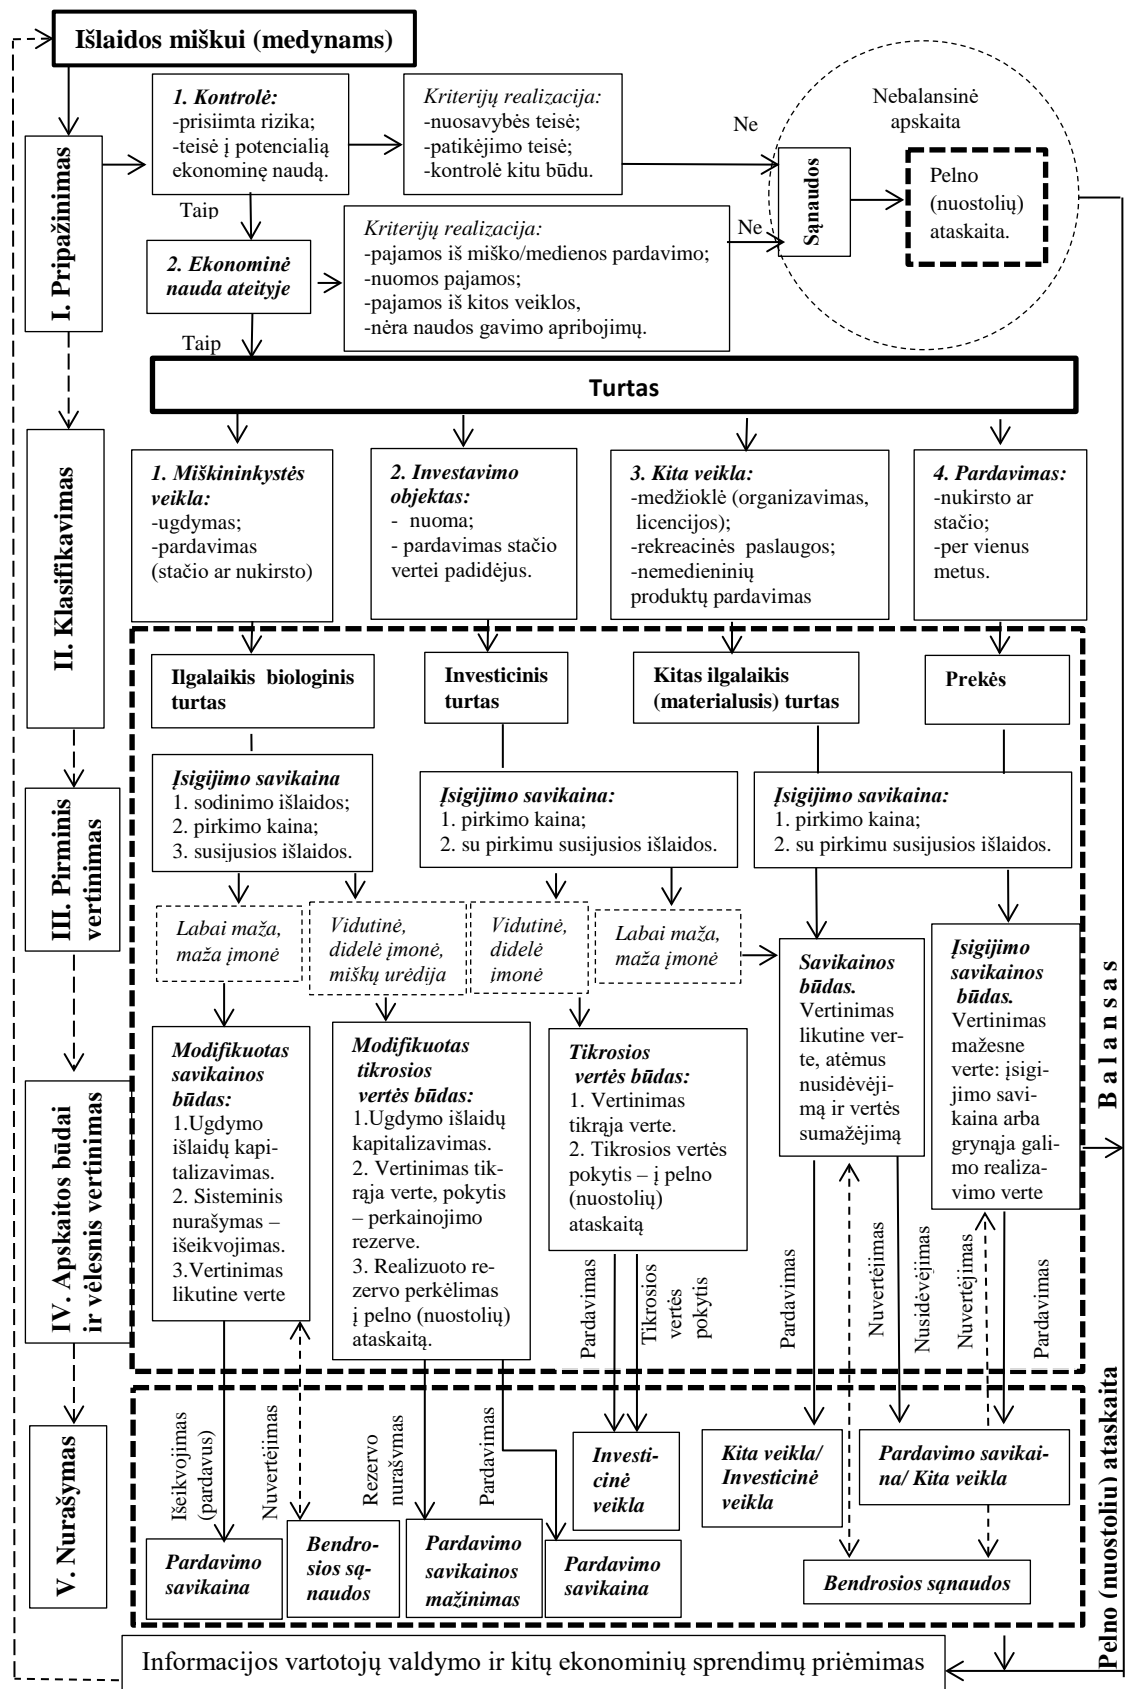 Išlaidos miškui (medynams)
I. Pripažinimas
1. Kontrolė:
-prisiimta rizika;
-teisė į potencialią
ekonominę naudą.
Kriterijų realizacija:
-nuosavybės teisė;
-patikėjimo teisė;
-kontrolė kitu būdu.
Ne
Nebalansinė
apskaita
Sąnaudos
Pelno
(nuostolių)
ataskaita.
Taip
2. Ekonominė
nauda ateityje
Kriterijų realizacija:
-pajamos iš miško/medienos pardavimo;
-nuomos pajamos;
-pajamos iš kitos veiklos,
-nėra naudos gavimo apribojimų.
Ne
Taip
Turtas
II. Klasifikavimas
1. Miškininkystės
veikla:
-ugdymas;
-pardavimas
(stačio ar nukirsto)
2. Investavimo
objektas:
- nuoma;
- pardavimas stačio
vertei padidėjus.
3. Kita veikla:
-medžioklė (organizavimas,
licencijos);
-rekreacinės paslaugos;
-nemedieninių
produktų pardavimas
4. Pardavimas:
-nukirsto ar
stačio;
-per vienus
metus.
Ilgalaikis biologinis
turtas
Investicinis
turtas
Kitas ilgalaikis
(materialusis) turtas
Prekės
III. Pirminis
vertinimas
Įsigijimo savikaina
1. sodinimo išlaidos;
2. pirkimo kaina;
3. susijusios išlaidos.
Įsigijimo savikaina:
1. pirkimo kaina;
2. su pirkimu susijusios išlaidos.
Įsigijimo savikaina:
1. pirkimo kaina;
2. su pirkimu susijusios išlaidos.
Labai maža,
maža įmonė
Vidutinė,
didelė įmonė,
miškų urėdija
Vidutinė,
didelė
įmonė
Labai maža,
maža įmonė
IV. Apskaitos būdai
ir vėlesnis vertinimas
Modifikuotas
savikainos
būdas:
1.Ugdymo
išlaidų kapi-
talizavimas.
2. Sisteminis
nurašymas –
išeikvojimas.
3.Vertinimas
likutine verte
Modifikuotas
tikrosios
vertės būdas:
1.Ugdymo išlaidų
kapitalizavimas.
2. Vertinimas tik-
rąja verte, pokytis
– perkainojimo
rezerve.
3. Realizuoto re-
zervo perkėlimas
į pelno (nuostolių)
ataskaitą.
Tikrosios
vertės būdas:
1. Vertinimas
tikrąja verte.
2. Tikrosios vertės
pokytis – į pelno
(nuostolių)
ataskaitą
Savikainos
būdas.
Vertinimas
likutine ver-
te, atėmus
nusidėvėji-
mą ir vertės
sumažėjimą
Įsigijimo
savikainos
būdas.
Vertinimas
mažesne
verte: įsigi-
jimo savi-
kaina arba
grynąja gali-
mo realiza-
vimo verte
Balansas
Pardavimas
Tikrosios
vertės
pokytis
Pardavimas
Nuvertėjimas
Nusidėvėjimas
Nuvertėjimas
Pardavimas
V. Nurašymas
Išeikvojimas
(pardavus)
Nuvertėjimas
Rezervo
nurašvmas
Pardavimas
Pardavimo
savikaina
Bendro-
sios są-
naudos
Pardavimo
savikainos
mažinimas
Pardavimo
savikaina
Investi-
cinė
veikla
Kita veikla/
Investicinė
veikla
Pardavimo savikai-
na/ Kita veikla
Bendrosios sąnaudos
Pelno (nuostoliu) ataskaita
Informacijos vartotojų valdymo ir kitų ekonominių sprendimų priėmimas